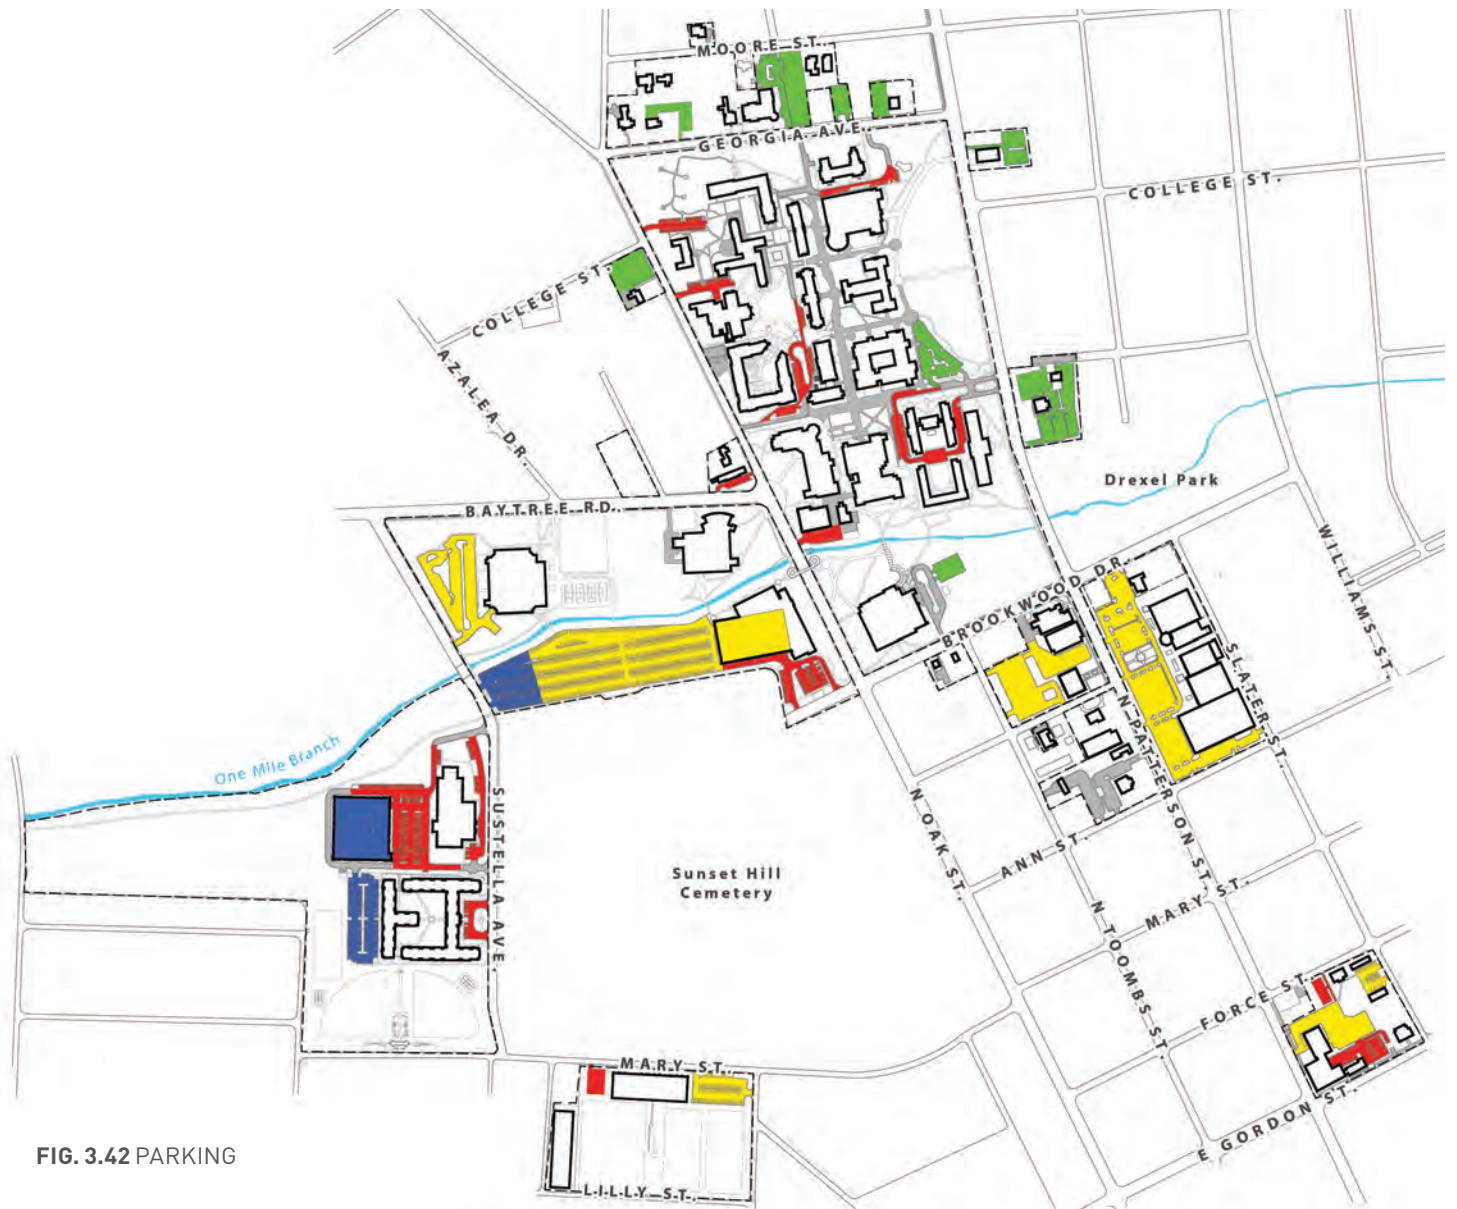 MOORE ST.
GEORGIA AVE.
COLLEGE ST.
COLLEGE ST.
AZALEA DR.
Drexel Park
BAYTREE RD.
WILLIAMS ST.
BROOKWOOD DR.
SLATER ST.
N PATTERSON ST.
One Mile Branch
SUSTELLA AVE.
N OAK ST.
ANN ST.
Sunset Hill
Cemetery
MARY ST.
N TOOMBS ST.
FORCE ST.
MARY ST.
E GORDON ST.
FIG. 3.42 PARKING
LILLY ST.